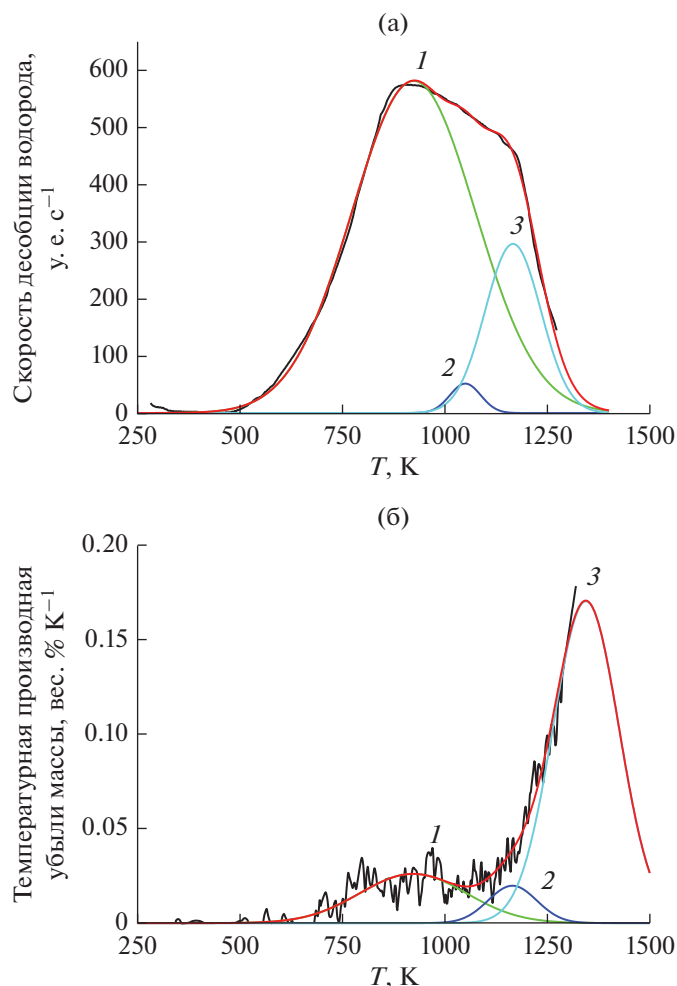 (а)
Скорость десобции водорода,
у. е. с⁻¹
600
500
400
300
200
100
0
1
2
3
250 500 750 1000 1250 1500
T, K
(б)
Температурная производная
убыли массы, вес. % K⁻¹
0.20
0.15
0.10
0.05
0
1
2
3
250 500 750 1000 1250 1500
T, K